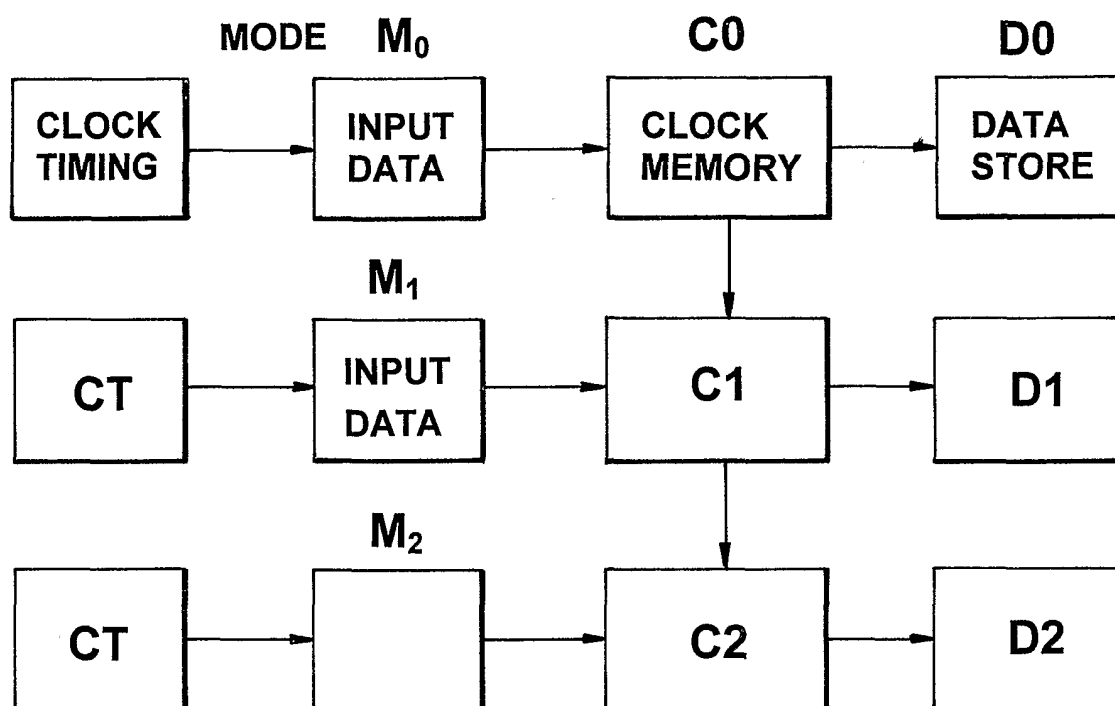 MODE M₀ C0 D0
CLOCK TIMING
INPUT DATA
CLOCK MEMORY
DATA STORE
M₁
CT
INPUT DATA
C1
D1
M₂
CT
C2
D2